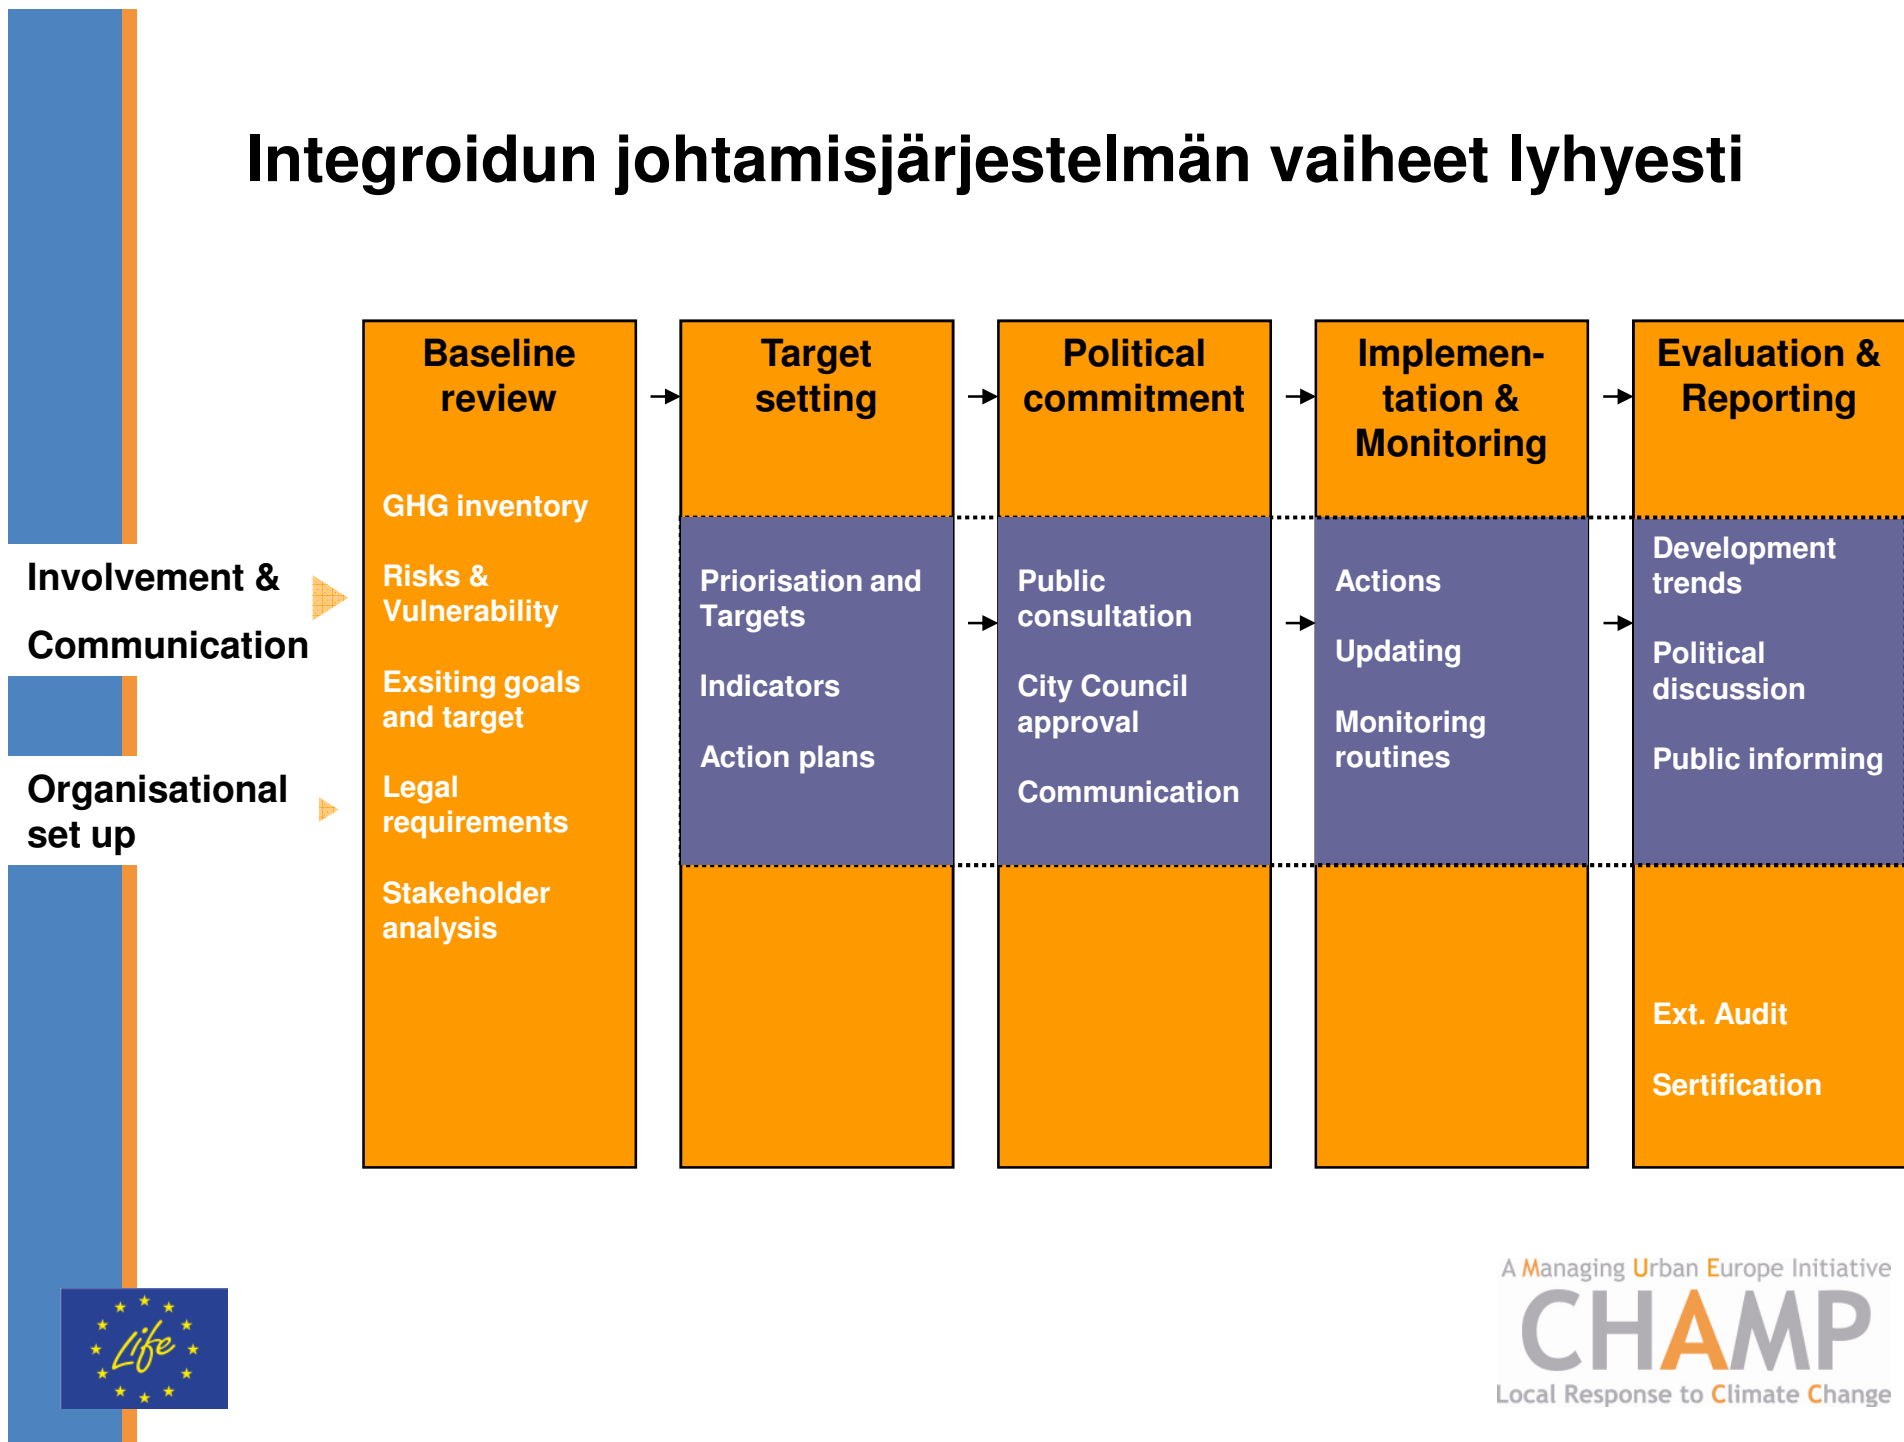 Integroidun johtamisjärjestelmän vaiheet lyhyesti
Involvement &
Communication
Organisational
set up
Baseline
review
GHG inventory
Risks &
Vulnerability
Exsiting goals
and target
Legal
requirements
Stakeholder
analysis
Target
setting
Priorisation and
Targets
Indicators
Action plans
Political
commitment
Public
consultation
City Council
approval
Communication
Implemen-
tation &
Monitoring
Actions
Updating
Monitoring
routines
Evaluation &
Reporting
Development
trends
Political
discussion
Public informing
Ext. Audit
Sertification
Life
A Managing Urban Europe Initiative
CHAMP
Local Response to Climate Change